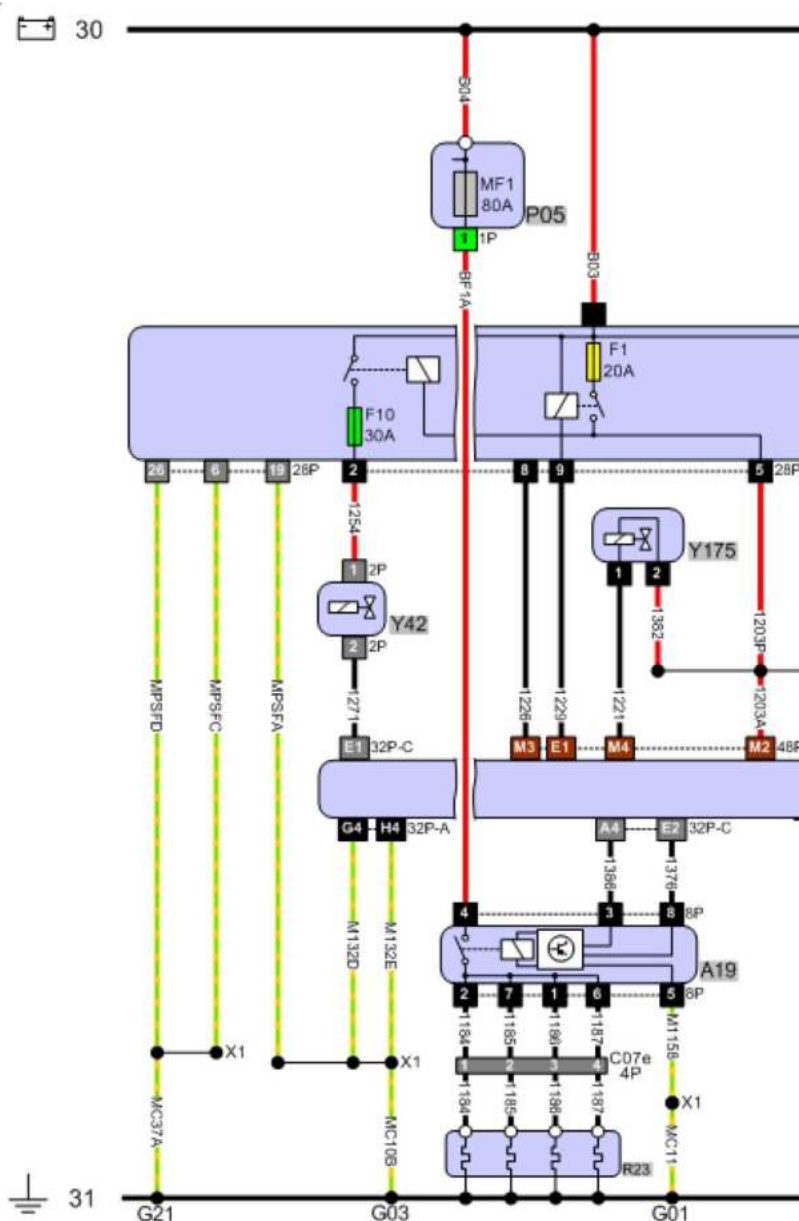 30
B04
MF1
80A
P05
1 1P
BF1A
B03
F1
20A
F10
30A
26 6 19 28P 2 8 9 5 28P
1254
1 2P
Y42
2 2P
1271
Y175
1 2
1382
1203P
1203A
MPSFD
MPSFC
MPSFA
1226
1229
1221
E1 32P-C
M3 E1 M4 M2 48P
G4 H4 32P-A
A4 E2 32P-C
1386
1376
M132D
M132E
4 3 8 8P
A19
2 7 1 6 5 8P
1184
1185
1186
1187
M1158
C07e
1 2 3 4 4P
X1
X1
X1
1184
1185
1186
1187
MC37A
MC10B
MC11
R23
31
G21 G03 G01